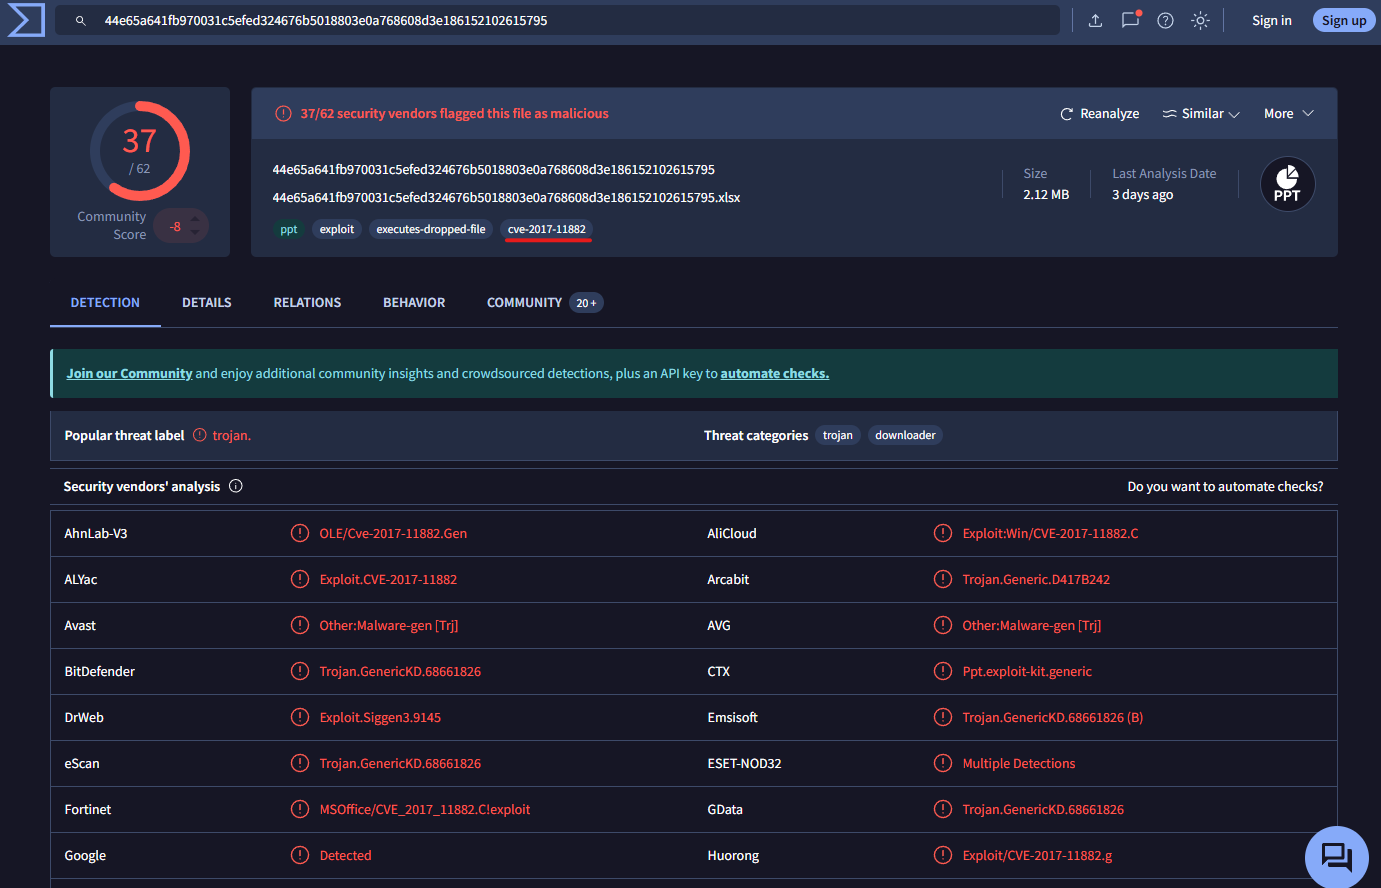 44e65a641fb970031c5efed324676b5018803e0a768608d3e186152102615795
Sign in
Sign up
37
/ 62
Community
Score
-8
37/62 security vendors flagged this file as malicious
Reanalyze
Similar
More
44e65a641fb970031c5efed324676b5018803e0a768608d3e186152102615795
44e65a641fb970031c5efed324676b5018803e0a768608d3e186152102615795.xlsx
ppt exploit executes-dropped-file cve-2017-11882
Size
2.12 MB
Last Analysis Date
3 days ago
PPT
DETECTION DETAILS RELATIONS BEHAVIOR COMMUNITY 20+
Join our Community and enjoy additional community insights and crowdsourced detections, plus an API key to automate checks.
Popular threat label trojan.
Threat categories trojan downloader
Security vendors' analysis
Do you want to automate checks?
AhnLab-V3 OLE/Cve-2017-11882.Gen AliCloud Exploit:Win/CVE-2017-11882.C
ALYac Exploit.CVE-2017-11882 Arcabit Trojan.Generic.D417B242
Avast Other:Malware-gen [Trj] AVG Other:Malware-gen [Trj]
BitDefender Trojan.GenericKD.68661826 CTX Ppt.exploit-kit.generic
DrWeb Exploit.Siggen3.9145 Emsisoft Trojan.GenericKD.68661826 (B)
eScan Trojan.GenericKD.68661826 ESET-NOD32 Multiple Detections
Fortinet MSOffice/CVE_2017_11882.C!exploit GData Trojan.GenericKD.68661826
Google Detected Huorong Exploit/CVE-2017-11882.g